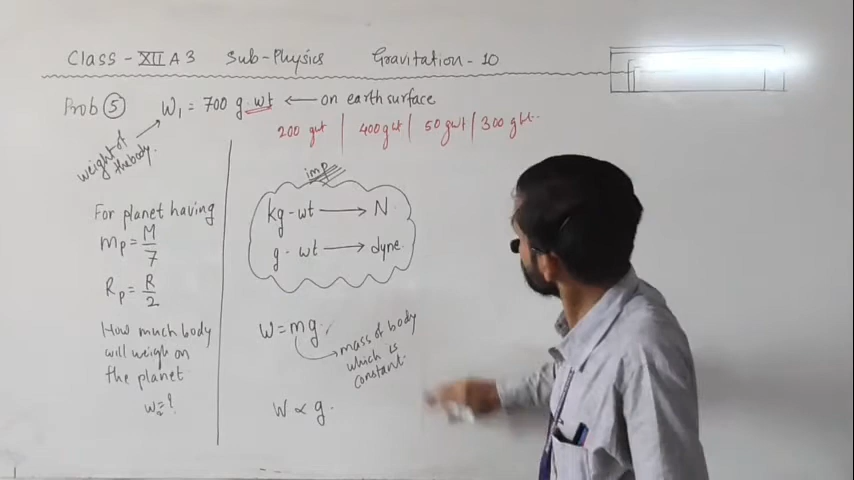 Class - XII A 3 Sub-Physics Gravitation - 10
Prob 5 W₁ = 700 g.wt ← on earth surface
200 gwt | 400 gwt | 50 gwt | 300 gwt
weight of
the body.
For planet having
mp = M/7
Rp = R/2
How much body
will weigh on
the planet
W₂ = ?
imp
kg-wt → N
g.wt → dyne
W = mg
mass of body
which is
constant.
W ∝ g.